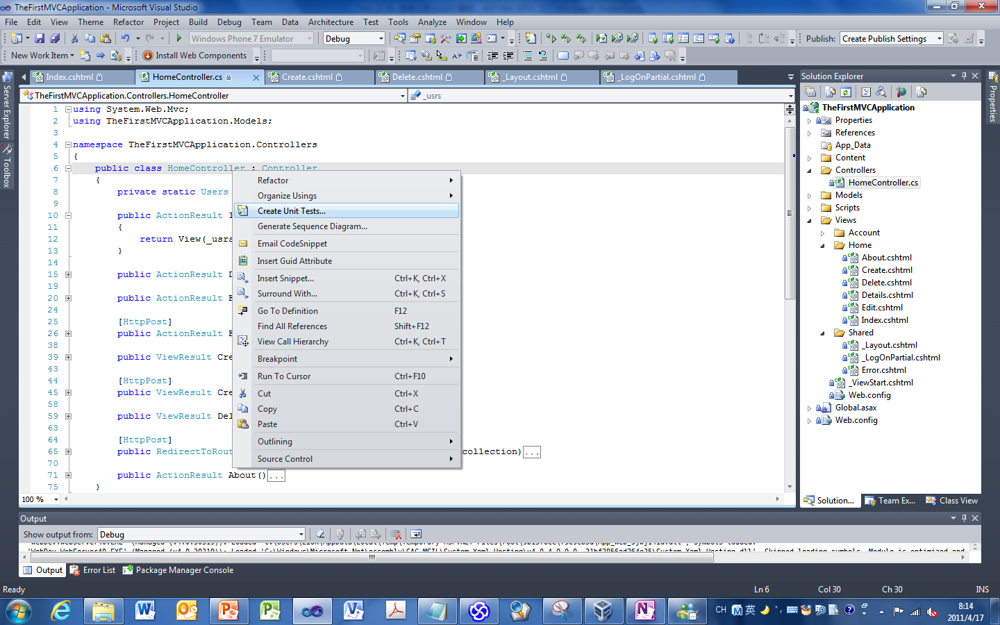 TheFirstMVCApplication - Microsoft Visual Studio
File Edit View Theme Refactor Project Build Debug Team Data Architecture Test Tools Analyze Window Help
Windows Phone 7 Emulator Debug Publish: Create Publish Settings
New Work Item Install Web Components
Index.cshtml HomeController.cs Create.cshtml Delete.cshtml _Layout.cshtml _LogOnPartial.cshtml
TheFirstMVCApplication.Controllers.HomeController _usrs
Server Explorer
Toolbox
1 using System.Web.Mvc;
2 using TheFirstMVCApplication.Models;
3
4 namespace TheFirstMVCApplication.Controllers
5 {
6 public class HomeController : Controller
7 {
8 private static Users
9
10 public ActionResult I
11 {
12 return View(_usrs
13 }
14
15 public ActionResult D
19
20 public ActionResult E
24
25 [HttpPost]
26 public ActionResult E
38
39 public ViewResult Cre
43
44 [HttpPost]
45 public ViewResult Cre
58
59 public ViewResult Del
63
64 [HttpPost]
65 public RedirectToRout collection)...
70
71 public ActionResult About()...
75 }
100 %
Refactor
Organize Usings
Create Unit Tests...
Generate Sequence Diagram...
Email CodeSnippet
Insert Guid Attribute
Insert Snippet... Ctrl+K, Ctrl+X
Surround With... Ctrl+K, Ctrl+S
Go To Definition F12
Find All References Shift+F12
View Call Hierarchy Ctrl+K, Ctrl+T
Breakpoint
Run To Cursor Ctrl+F10
Cut Ctrl+X
Copy Ctrl+C
Paste Ctrl+V
Outlining
Source Control
Solution Explorer
TheFirstMVCApplication
Properties
References
App_Data
Content
Controllers
HomeController.cs
Models
Scripts
Views
Account
Home
About.cshtml
Create.cshtml
Delete.cshtml
Details.cshtml
Edit.cshtml
Index.cshtml
Shared
_Layout.cshtml
_LogOnPartial.cshtml
Error.cshtml
_ViewStart.cshtml
Web.config
Global.asax
Web.config
Solution... Team Ex... Class View
Properties
Output
Show output from: Debug
Output Error List Package Manager Console
Ready Ln 6 Col 30 Ch 30 INS
CH 英 8:14
2011/4/17